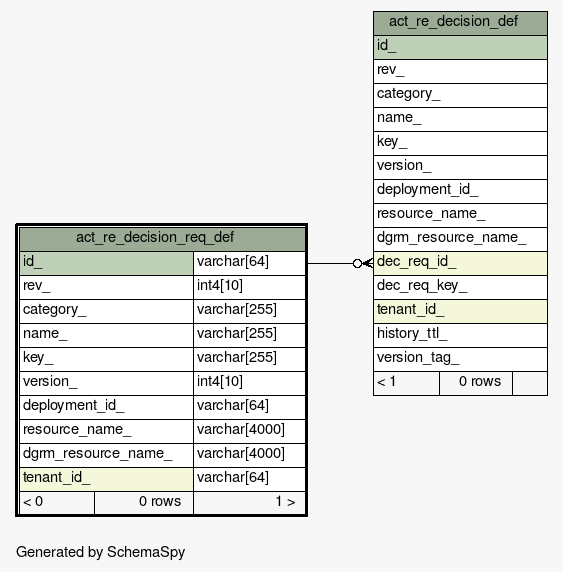 act_re_decision_def
id_
rev_
category_
name_
key_
version_
deployment_id_
resource_name_
dgrm_resource_name_
dec_req_id_
dec_req_key_
tenant_id_
history_ttl_
version_tag_
< 1 0 rows
act_re_decision_req_def
id_ varchar[64]
rev_ int4[10]
category_ varchar[255]
name_ varchar[255]
key_ varchar[255]
version_ int4[10]
deployment_id_ varchar[64]
resource_name_ varchar[4000]
dgrm_resource_name_ varchar[4000]
tenant_id_ varchar[64]
< 0 0 rows 1 >
Generated by SchemaSpy